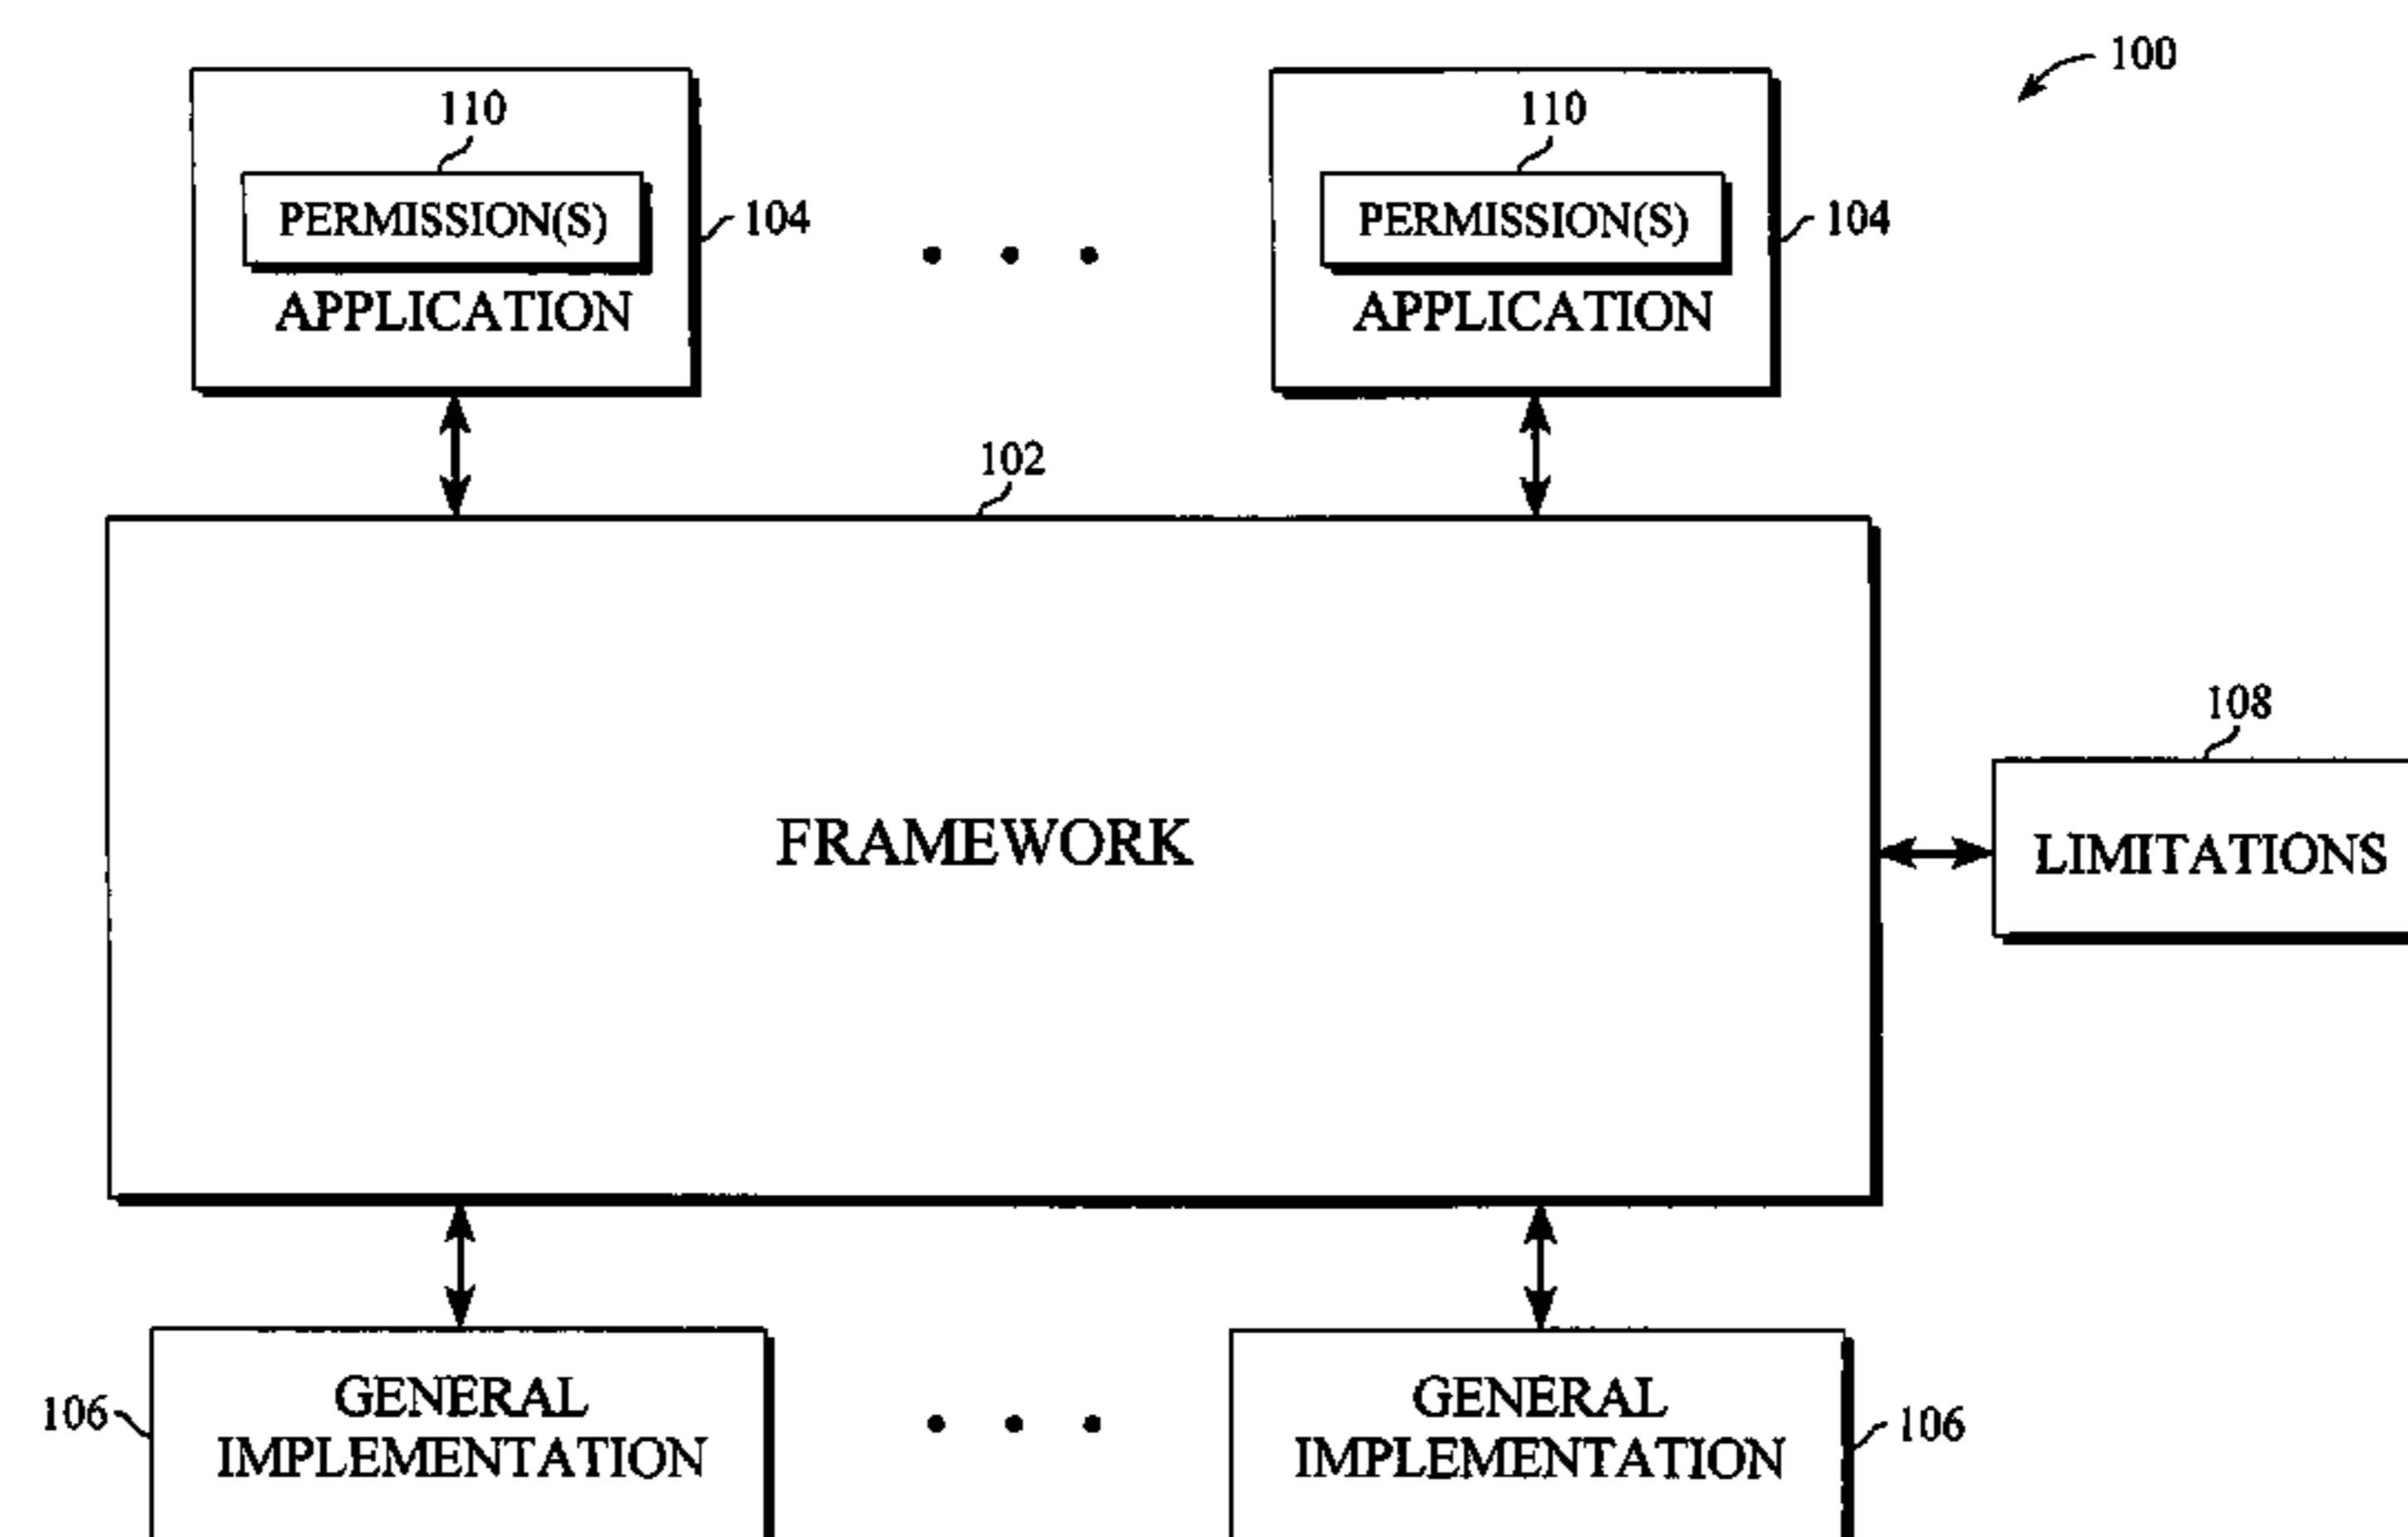 100
110
110
PERMISSION(S)
104
PERMISSION(S)
104
APPLICATION
APPLICATION
102
108
FRAMEWORK
LIMITATIONS
GENERAL
IMPLEMENTATION
106
GENERAL
IMPLEMENTATION
106